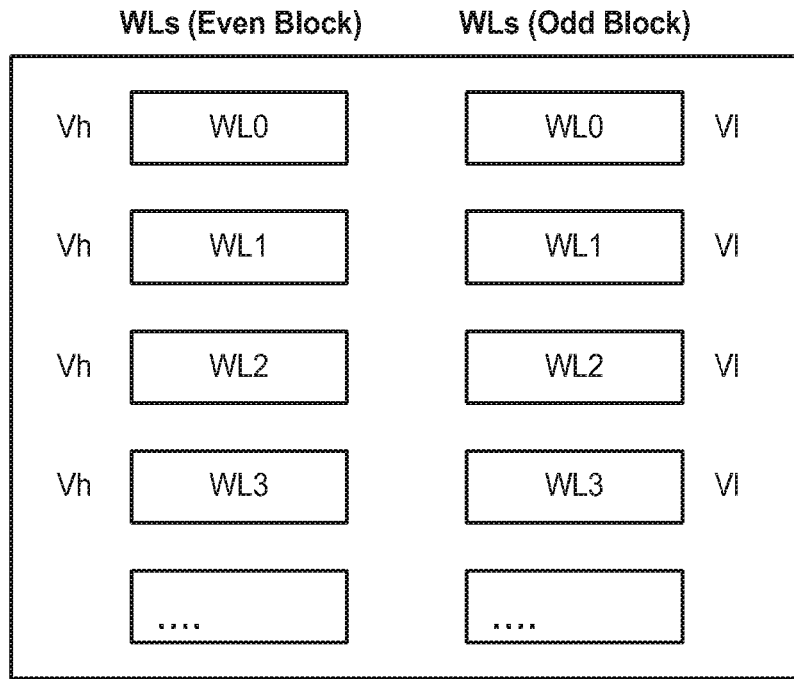 WLs (Even Block) WLs (Odd Block)
Vh WL0 WL0 Vl
Vh WL1 WL1 Vl
Vh WL2 WL2 Vl
Vh WL3 WL3 Vl
.... ....